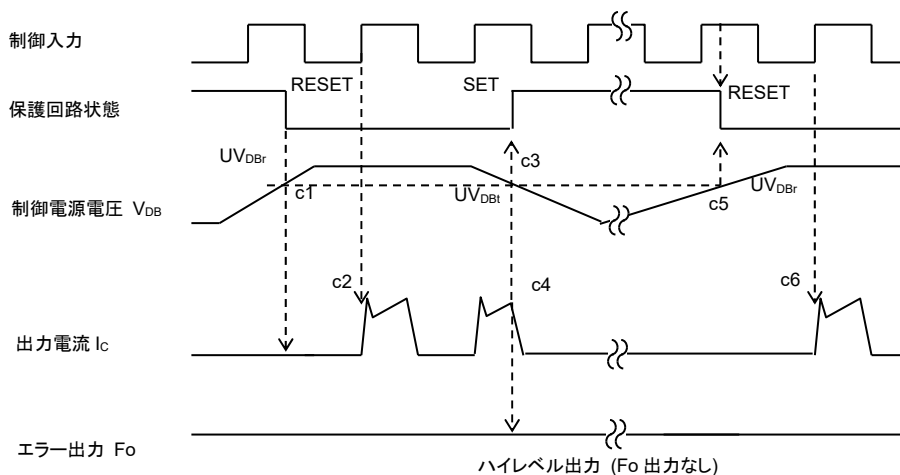 制御入力
RESET
SET
RESET
保護回路状態
UVDBr
c3
c1
UVDBt
c5
UVDBr
制御電源電圧 VDB
c2
c4
c6
出力電流 IC
エラー出力 Fo
ハイレベル出力 (Fo 出力なし)